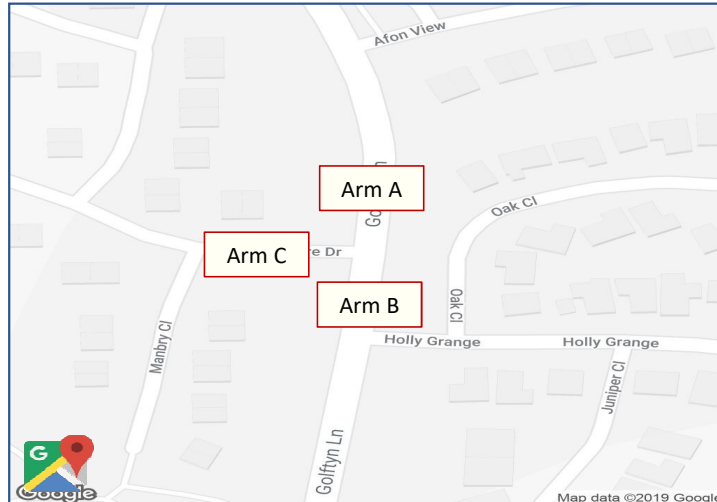 Afon View
Arm A
Oak Cl
Arm C
re Dr
Arm B
Oak Cl
Holly Grange
Holly Grange
Manbry Cl
Juniper Cl
Golftyn Ln
G
Google
Map data ©2019 Google